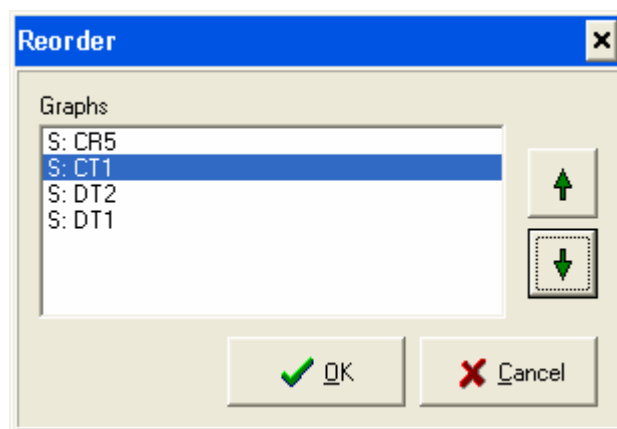 Reorder
Graphs
S: CR5
S: CT1
S: DT2
S: DT1
OK
Cancel